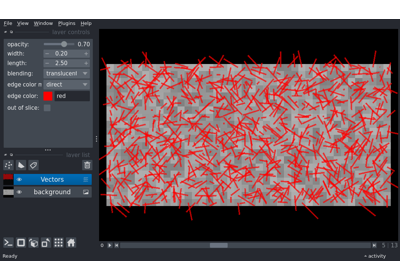 File View Window Plugins Help
layer controls
opacity: 0.70
width: 0.20
length: 2.50
blending: translucent
edge color m direct
edge color: red
out of slice:
layer list
Vectors
background
0 5 13
Ready activity